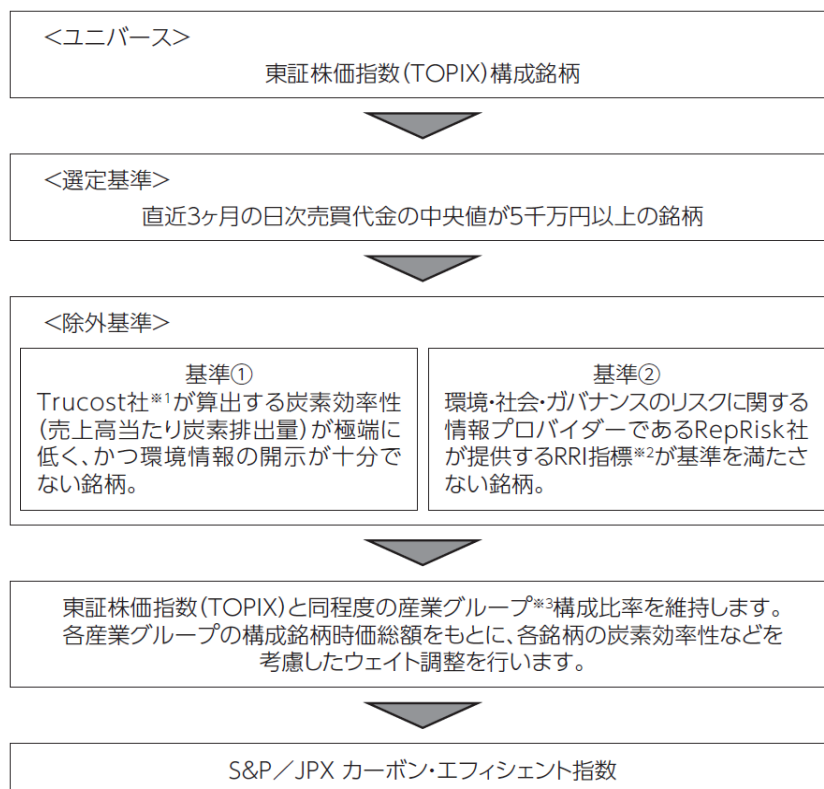 <ユニバース>
東証株価指数(TOPIX)構成銘柄
<選定基準>
直近3ヶ月の日次売買代金の中央値が5千万円以上の銘柄
<除外基準>
基準①
Trucost社※1が算出する炭素効率性
(売上高当たり炭素排出量)が極端に
低く、かつ環境情報の開示が十分で
ない銘柄。
基準②
環境・社会・ガバナンスのリスクに関する
情報プロバイダーであるRepRisk社
が提供するRRI指標※2が基準を満たさ
ない銘柄。
東証株価指数(TOPIX)と同程度の産業グループ※3構成比率を維持します。
各産業グループの構成銘柄時価総額をもとに、各銘柄の炭素効率性などを
考慮したウェイト調整を行います。
S&P/JPX カーボン・エフィシェント指数